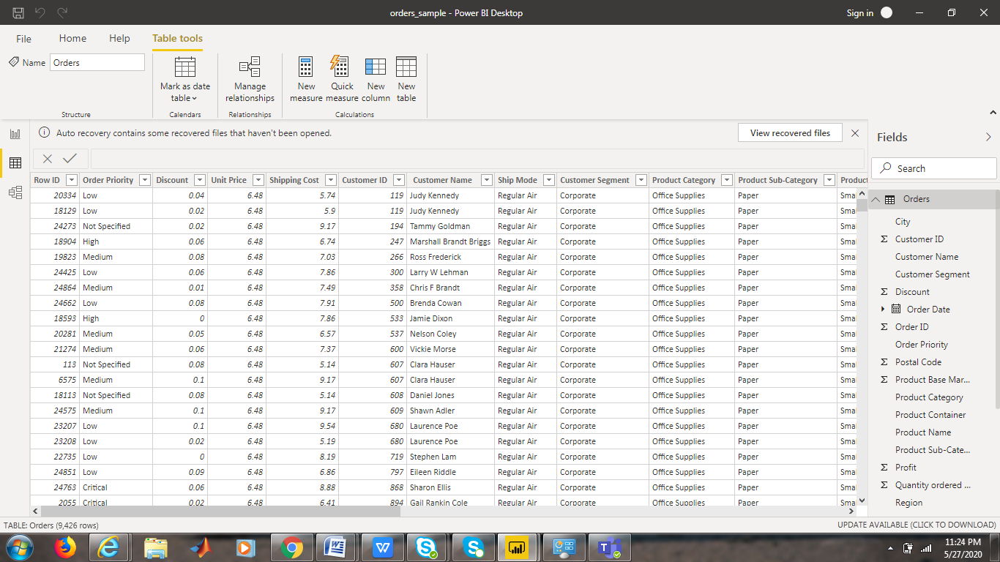 orders_sample - Power BI Desktop
Sign in
File Home Help Table tools
Name Orders
Mark as date table
Manage relationships
New measure
Quick measure
New column
New table
Structure Calendars Relationships Calculations
Auto recovery contains some recovered files that haven't been opened.
View recovered files
Row ID Order Priority Discount Unit Price Shipping Cost Customer ID Customer Name Ship Mode Customer Segment Product Category Product Sub-Category Product
20334 Low 0.04 6.48 5.74 119 Judy Kennedy Regular Air Corporate Office Supplies Paper Sma
18129 Low 0.02 6.48 5.9 119 Judy Kennedy Regular Air Corporate Office Supplies Paper Sma
24273 Not Specified 0.02 6.48 9.17 194 Tammy Goldman Regular Air Corporate Office Supplies Paper Sma
18904 High 0.06 6.48 6.74 247 Marshall Brandt Briggs Regular Air Corporate Office Supplies Paper Sma
19823 Medium 0.08 6.48 7.03 266 Ross Frederick Regular Air Corporate Office Supplies Paper Sma
24425 Low 0.06 6.48 7.86 300 Larry W Lehman Regular Air Corporate Office Supplies Paper Sma
24864 Medium 0.01 6.48 7.49 358 Chris F Brandt Regular Air Corporate Office Supplies Paper Sma
24662 Low 0.08 6.48 7.91 500 Brenda Cowan Regular Air Corporate Office Supplies Paper Sma
18593 High 0 6.48 7.86 533 Jamie Dixon Regular Air Corporate Office Supplies Paper Sma
20281 Medium 0.05 6.48 6.57 537 Nelson Coley Regular Air Corporate Office Supplies Paper Sma
21274 Medium 0.06 6.48 7.37 600 Vickie Morse Regular Air Corporate Office Supplies Paper Sma
113 Not Specified 0.08 6.48 5.14 607 Clara Hauser Regular Air Corporate Office Supplies Paper Sma
6575 Medium 0.1 6.48 9.17 607 Clara Hauser Regular Air Corporate Office Supplies Paper Sma
18113 Not Specified 0.08 6.48 5.14 608 Daniel Jones Regular Air Corporate Office Supplies Paper Sma
24575 Medium 0.1 6.48 9.17 609 Shawn Adler Regular Air Corporate Office Supplies Paper Sma
23207 Low 0.1 6.48 9.54 680 Laurence Poe Regular Air Corporate Office Supplies Paper Sma
23208 Low 0.02 6.48 5.19 680 Laurence Poe Regular Air Corporate Office Supplies Paper Sma
22735 Low 0 6.48 8.19 719 Stephen Lam Regular Air Corporate Office Supplies Paper Sma
24851 Low 0.09 6.48 6.86 797 Eileen Riddle Regular Air Corporate Office Supplies Paper Sma
24763 Critical 0.06 6.48 8.88 868 Sharon Ellis Regular Air Corporate Office Supplies Paper Sma
2055 Critical 0.02 6.48 6.41 894 Gail Rankin Cole Regular Air Corporate Office Supplies Paper Sma
Fields
Search
Orders
City
Σ Customer ID
Customer Name
Customer Segment
Σ Discount
Order Date
Σ Order ID
Order Priority
Σ Postal Code
Σ Product Base Mar...
Product Category
Product Container
Product Name
Product Sub-Cate...
Σ Profit
Σ Quantity ordered ...
Region
TABLE: Orders (9,426 rows)
UPDATE AVAILABLE (CLICK TO DOWNLOAD)
11:24 PM
5/27/2020